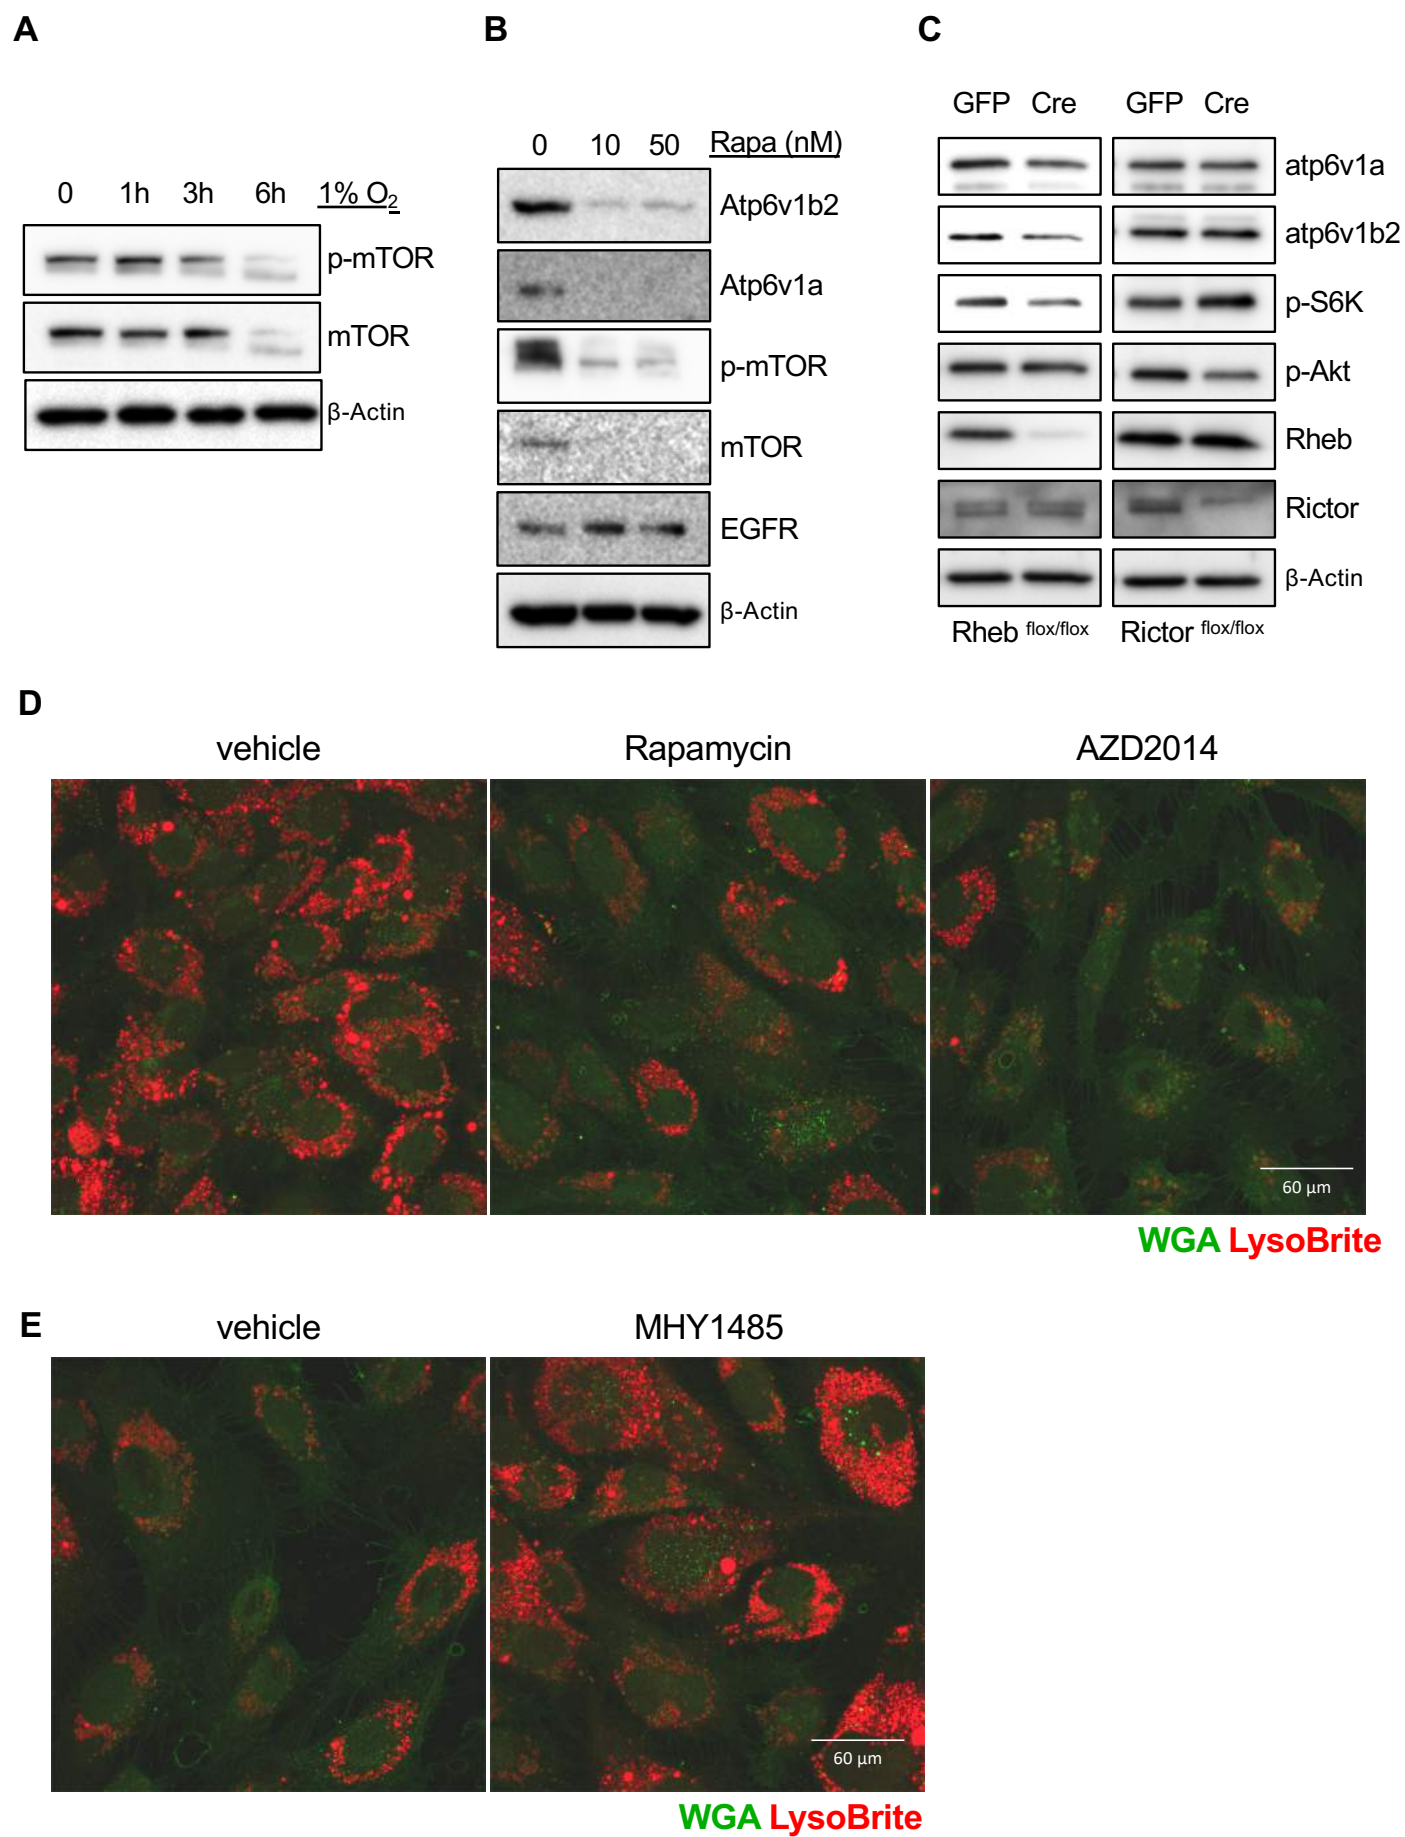 A
0 1h 3h 6h 1% O2
p-mTOR
mTOR
β-Actin
B
0 10 50 Rapa (nM)
Atp6v1b2
Atp6v1a
p-mTOR
mTOR
EGFR
β-Actin
C
GFP Cre GFP Cre
atp6v1a
atp6v1b2
p-S6K
p-Akt
Rheb
Rictor
β-Actin
Rheb flox/flox Rictor flox/flox
D
vehicle Rapamycin AZD2014
60 µm
WGA LysoBrite
E
vehicle MHY1485
60 µm
WGA LysoBrite